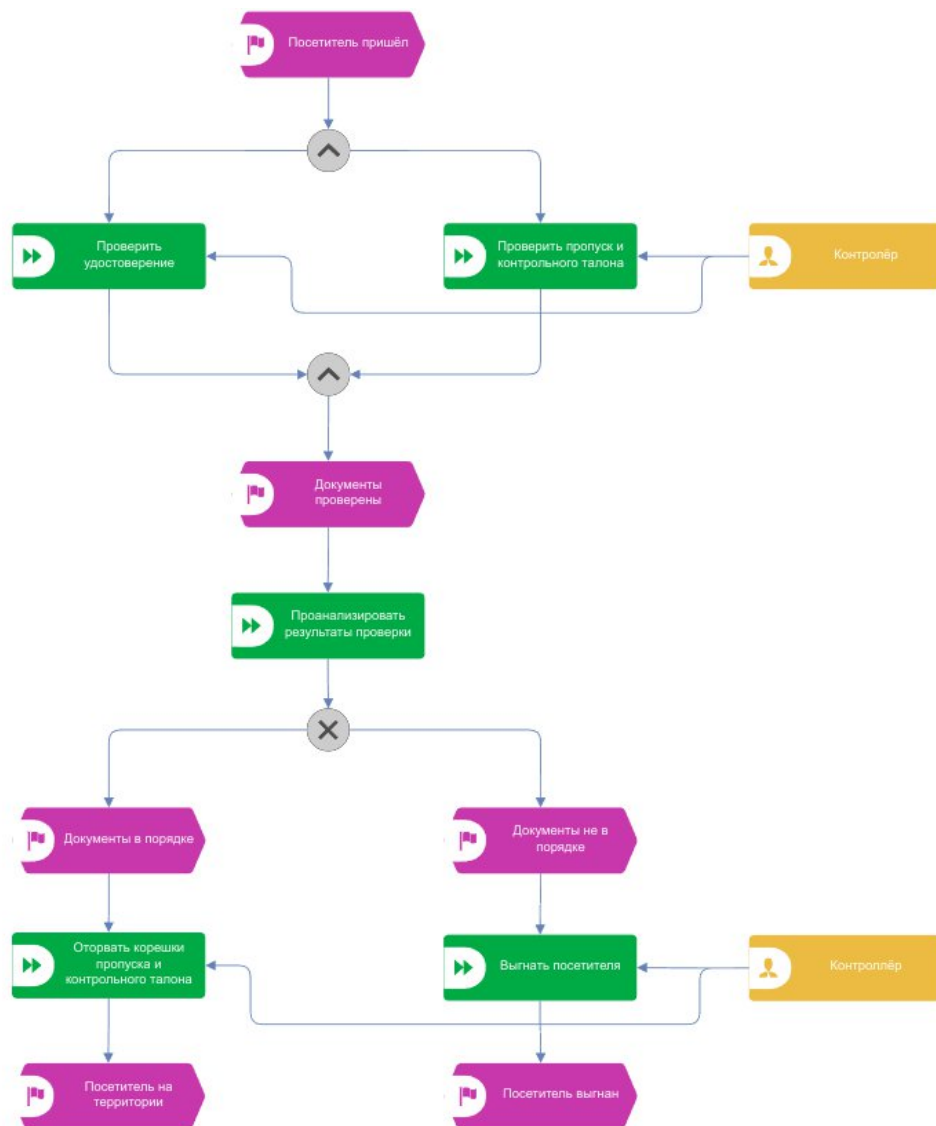 Посетитель пришёл
Проверить
удостоверение
Проверить пропуск и
контрольного талона
Контролёр
Документы
проверены
Проанализировать
результаты проверки
Документы в порядке
Документы не в
порядке
Оторвать корешки
пропуска и
контрольного талона
Выгнать посетителя
Контроллёр
Посетитель на
территории
Посетитель выгнан